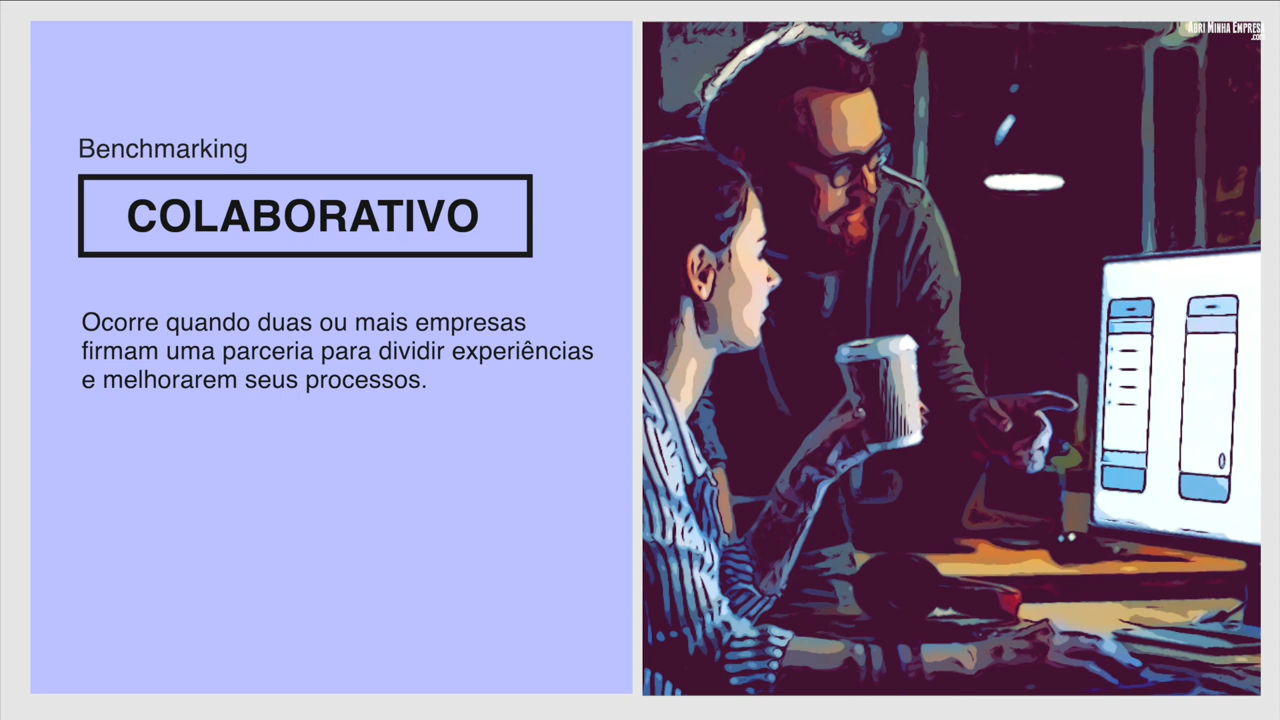 ABRI MINHA EMPRESA
.COM
Benchmarking
COLABORATIVO
Ocorre quando duas ou mais empresas
firmam uma parceria para dividir experiências
e melhorarem seus processos.